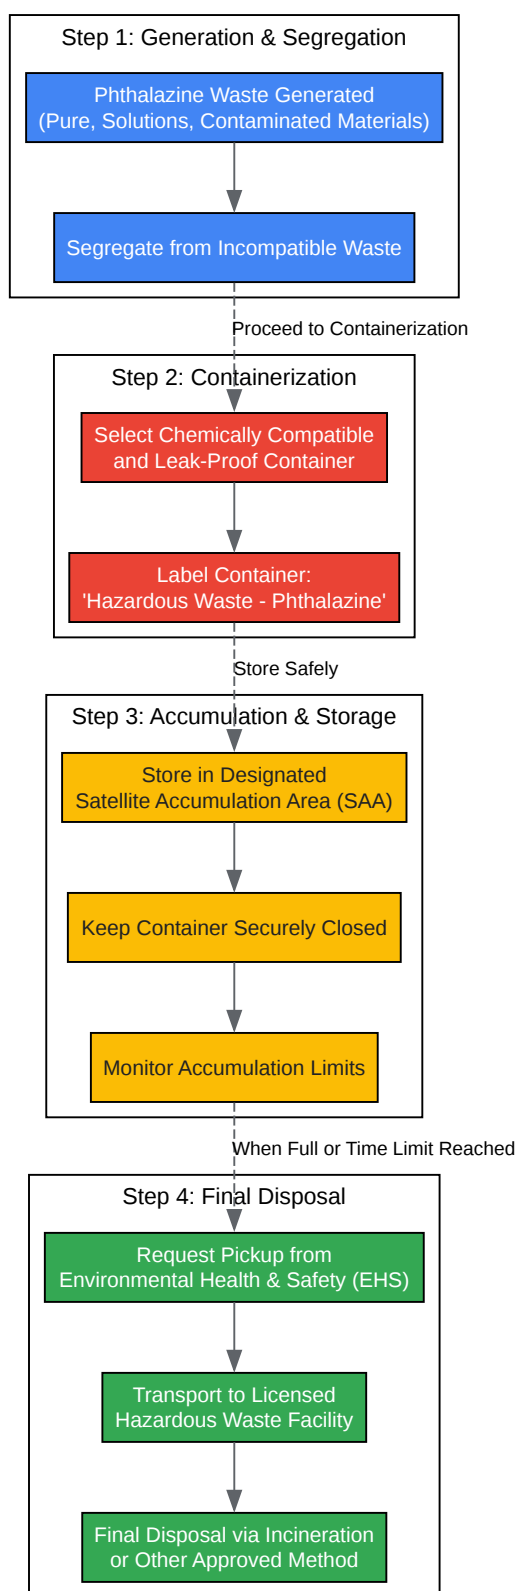 Step 1: Generation & Segregation
Phthalazine Waste Generated
(Pure, Solutions, Contaminated Materials)
Segregate from Incompatible Waste
Proceed to Containerization
Step 2: Containerization
Select Chemically Compatible
and Leak-Proof Container
Label Container:
'Hazardous Waste - Phthalazine'
Store Safely
Step 3: Accumulation & Storage
Store in Designated
Satellite Accumulation Area (SAA)
Keep Container Securely Closed
Monitor Accumulation Limits
When Full or Time Limit Reached
Step 4: Final Disposal
Request Pickup from
Environmental Health & Safety (EHS)
Transport to Licensed
Hazardous Waste Facility
Final Disposal via Incineration
or Other Approved Method